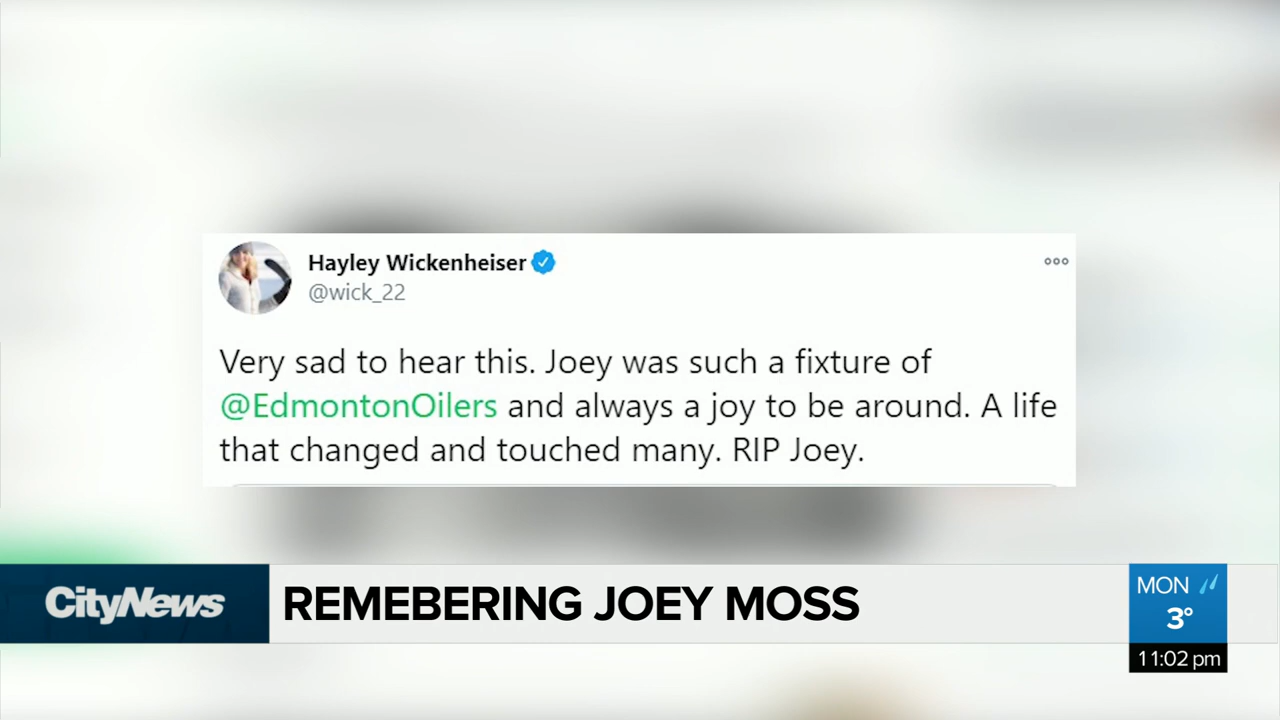 Hayley Wickenheiser
@wick_22
Very sad to hear this. Joey was such a fixture of
@EdmontonOilers and always a joy to be around. A life
that changed and touched many. RIP Joey.
CityNews
REMEBERING JOEY MOSS
MON
3°
11:02 pm